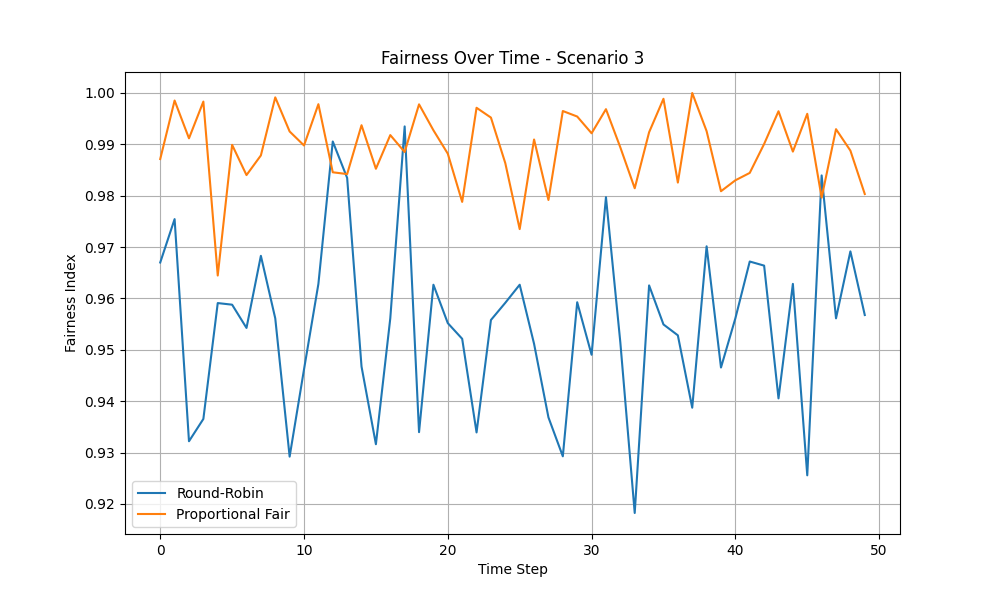 Fairness Over Time - Scenario 3
Fairness Index
1.00
0.99
0.98
0.97
0.96
0.95
0.94
0.93
0.92
Round-Robin
Proportional Fair
0 10 20 30 40 50
Time Step